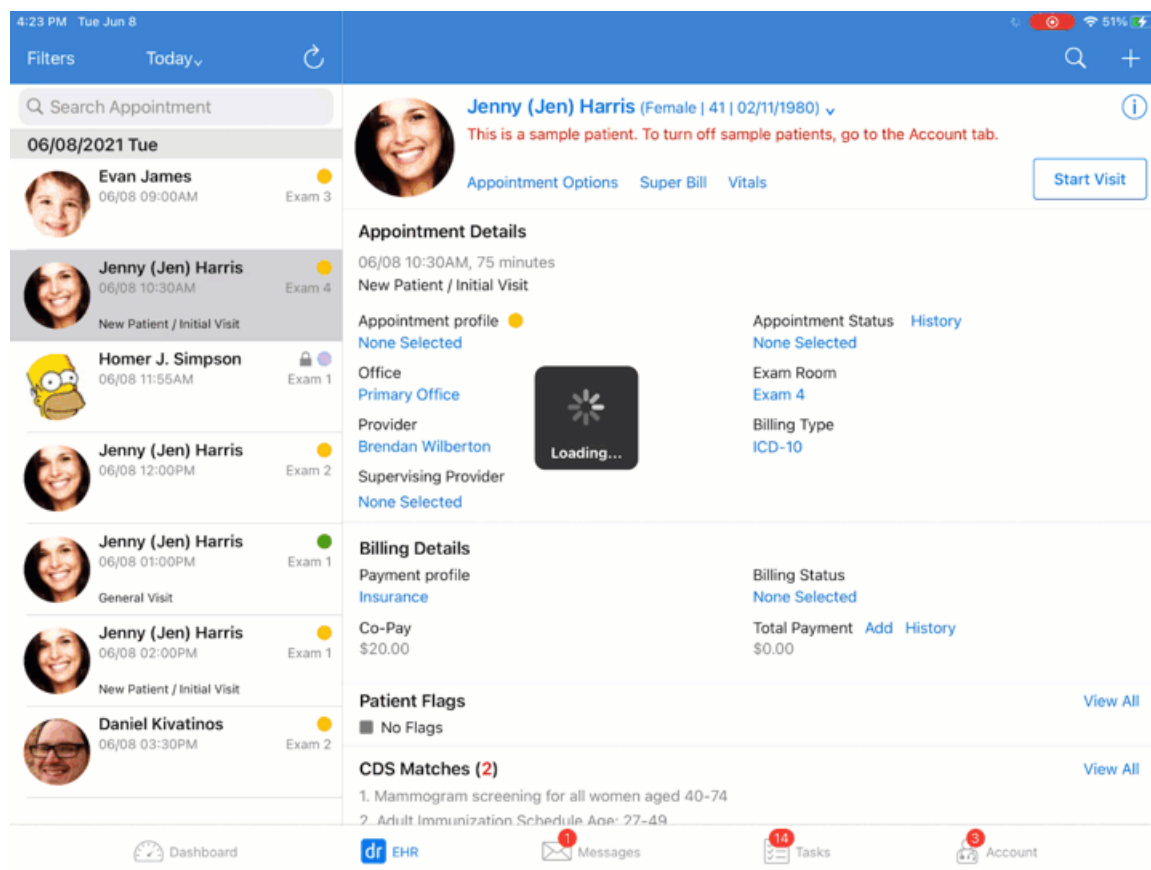 4:23 PM Tue Jun 8
51%
Filters Today
Search Appointment
06/08/2021 Tue
Evan James
06/08 09:00AM Exam 3
Jenny (Jen) Harris
06/08 10:30AM Exam 4
New Patient / Initial Visit
Homer J. Simpson
06/08 11:55AM Exam 1
Jenny (Jen) Harris
06/08 12:00PM Exam 2
Jenny (Jen) Harris
06/08 01:00PM Exam 1
General Visit
Jenny (Jen) Harris
06/08 02:00PM Exam 1
New Patient / Initial Visit
Daniel Kivatinos
06/08 03:30PM Exam 2
Jenny (Jen) Harris (Female | 41 | 02/11/1980)
This is a sample patient. To turn off sample patients, go to the Account tab.
Appointment Options Super Bill Vitals
Start Visit
Appointment Details
06/08 10:30AM, 75 minutes
New Patient / Initial Visit
Appointment profile
None Selected
Appointment Status History
None Selected
Office
Primary Office
Exam Room
Exam 4
Provider
Brendan Wilberton
Billing Type
ICD-10
Supervising Provider
None Selected
Loading...
Billing Details
Payment profile
Insurance
Billing Status
None Selected
Co-Pay
$20.00
Total Payment Add History
$0.00
Patient Flags View All
No Flags
CDS Matches (2) View All
1. Mammogram screening for all women aged 40-74
2. Adult Immunization Schedule Age: 27-49
Dashboard
dr EHR
1 Messages
14 Tasks
3 Account